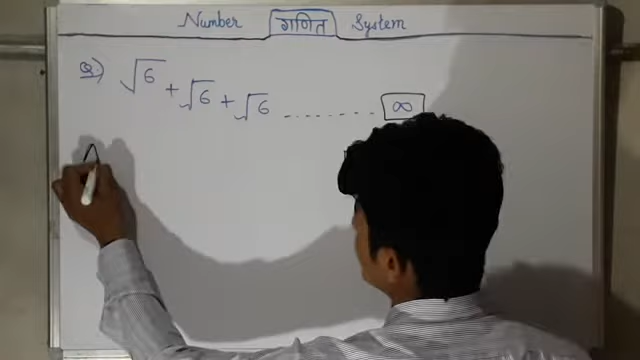 Number गणित System
Q.) √6 + √6 + √6 ........... ∞